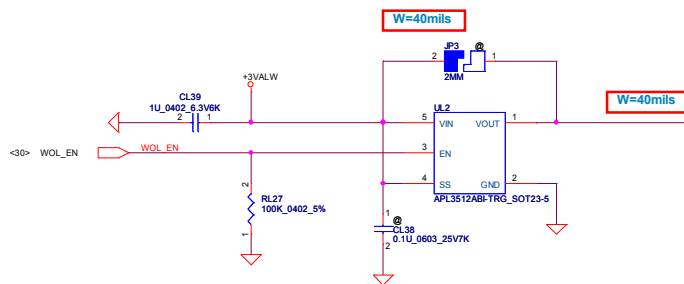 W=40mils
JP3
@
2
1
2MM
+3VALW
W=40mils
CL39
1U_0402_6.3V6K
2
1
UL2
5
VIN
VOUT
1
<30>
WOL_EN
WOL_EN
3
EN
2
4
SS
GND
2
RL27
100K_0402_5%
APL3512ABI-TRG_SOT23-5
1
1
@
CL38
0.1U_0603_25V7K
2